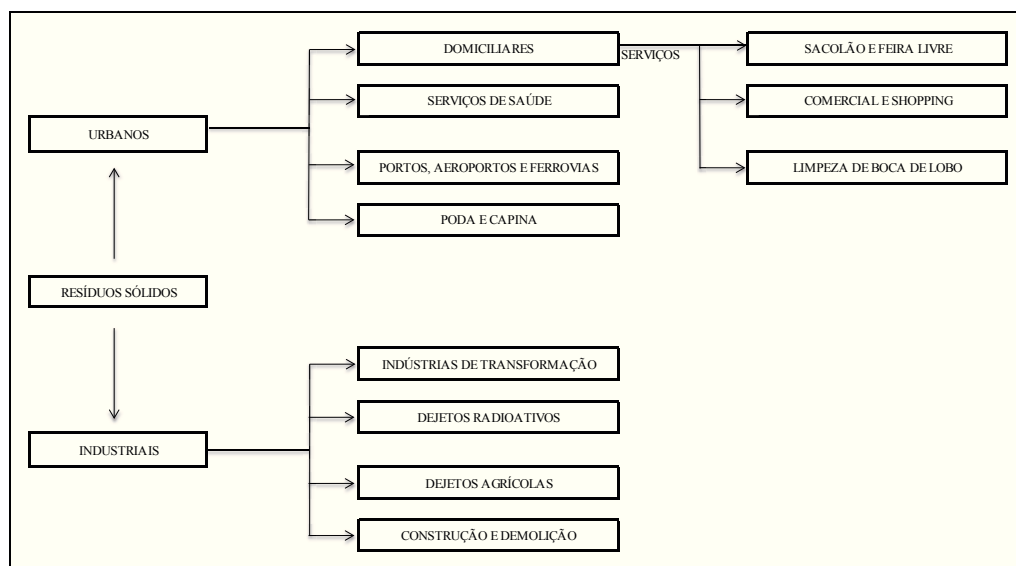 DOMICILIARES
SERVIÇOS
SACOLÃO E FEIRA LIVRE
SERVIÇOS DE SAÚDE
COMERCIAL E SHOPPING
URBANOS
PORTOS, AEROPORTOS E FERROVIAS
LIMPEZA DE BOCA DE LOBO
PODA E CAPINA
RESÍDUOS SÓLIDOS
INDÚSTRIAS DE TRANSFORMAÇÃO
DEJETOS RADIOATIVOS
INDUSTRIAIS
DEJETOS AGRÍCOLAS
CONSTRUÇÃO E DEMOLIÇÃO